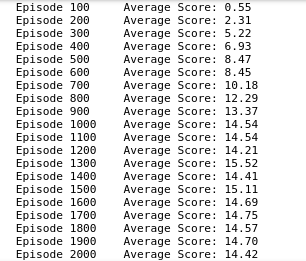 Episode 100 Average Score: 0.55
Episode 200 Average Score: 2.31
Episode 300 Average Score: 5.22
Episode 400 Average Score: 6.93
Episode 500 Average Score: 8.47
Episode 600 Average Score: 8.45
Episode 700 Average Score: 10.18
Episode 800 Average Score: 12.29
Episode 900 Average Score: 13.37
Episode 1000 Average Score: 14.54
Episode 1100 Average Score: 14.54
Episode 1200 Average Score: 14.21
Episode 1300 Average Score: 15.52
Episode 1400 Average Score: 14.41
Episode 1500 Average Score: 15.11
Episode 1600 Average Score: 14.69
Episode 1700 Average Score: 14.75
Episode 1800 Average Score: 14.57
Episode 1900 Average Score: 14.70
Episode 2000 Average Score: 14.42